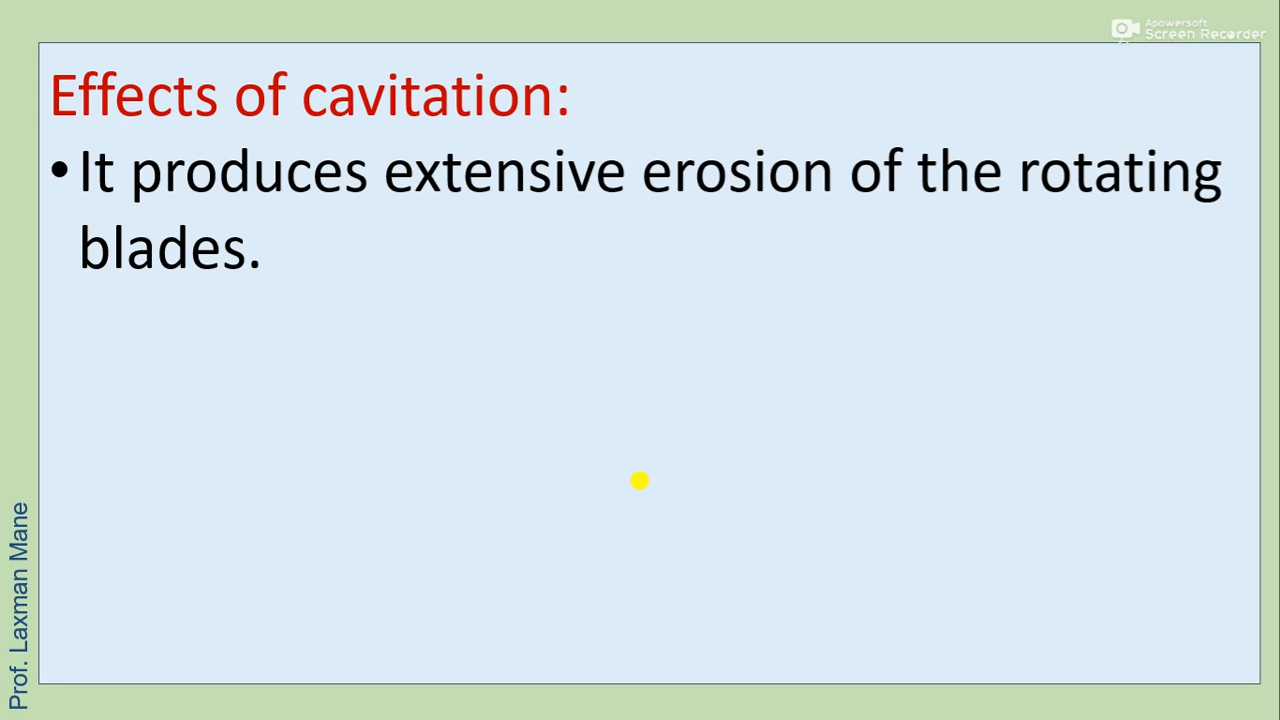 Apowersoft
Screen Recorder
Effects of cavitation:
•It produces extensive erosion of the rotating
blades.
Prof. Laxman Mane